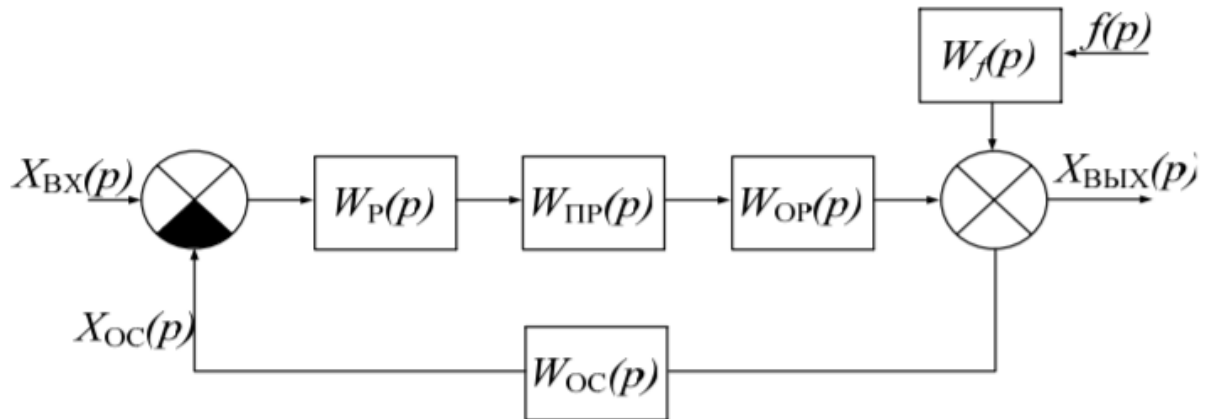 f(p)
W_f(p)
X_ВХ(p)
W_Р(p)
W_ПР(p)
W_ОР(p)
X_ВЫХ(p)
X_ОС(p)
W_ОС(p)